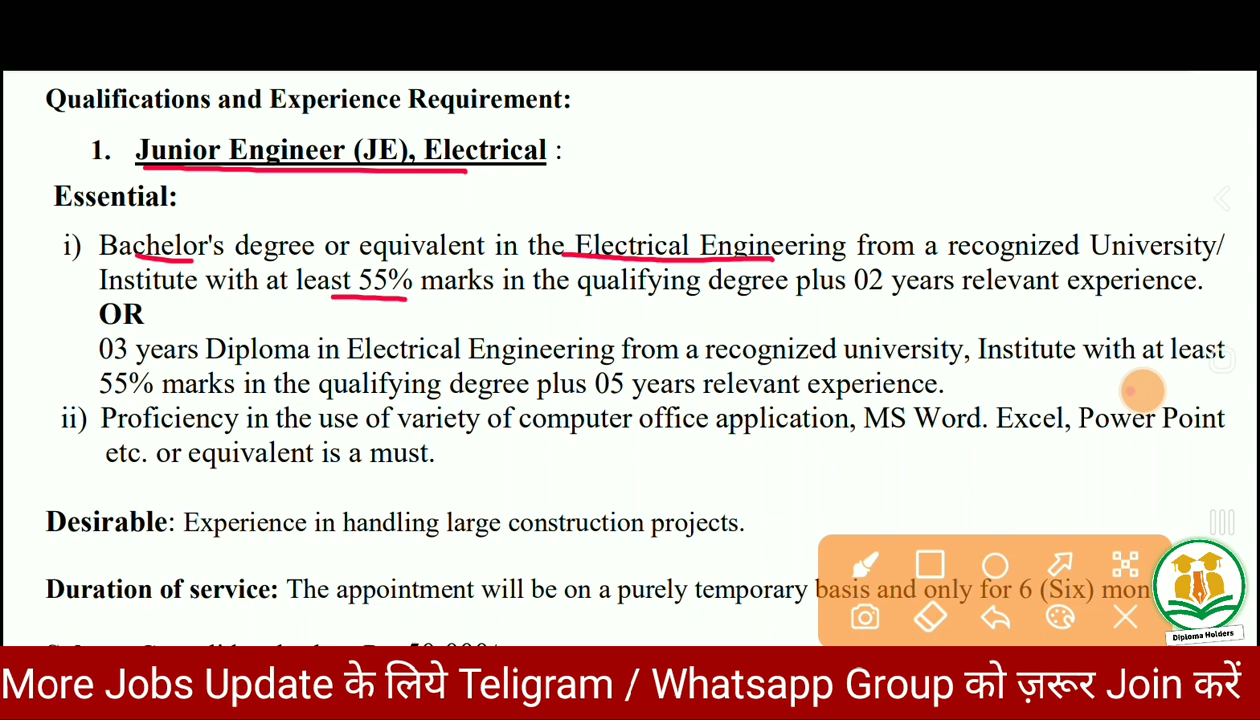 Qualifications and Experience Requirement:
1. Junior Engineer (JE), Electrical :
Essential:
i) Bachelor's degree or equivalent in the Electrical Engineering from a recognized University/
Institute with at least 55% marks in the qualifying degree plus 02 years relevant experience.
OR
03 years Diploma in Electrical Engineering from a recognized university, Institute with at least
55% marks in the qualifying degree plus 05 years relevant experience.
ii) Proficiency in the use of variety of computer office application, MS Word. Excel, Power Point
etc. or equivalent is a must.
Desirable: Experience in handling large construction projects.
Duration of service: The appointment will be on a purely temporary basis and only for 6 (Six) mon
Diploma Holders
More Jobs Update के लिये Teligram / Whatsapp Group को ज़रूर Join करें